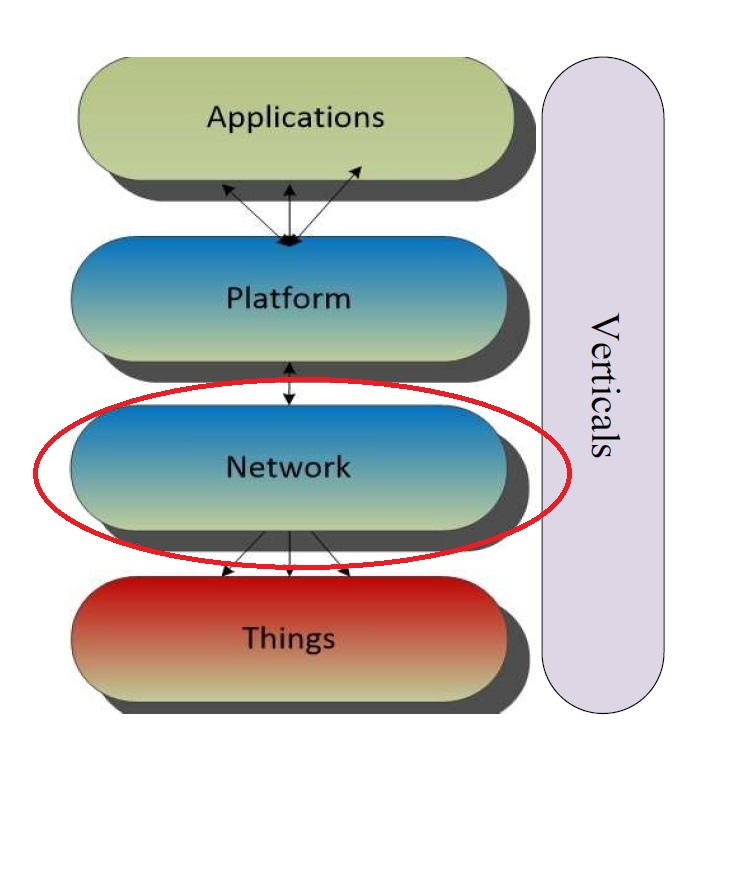 Applications
Platform
Network
Things
Verticals